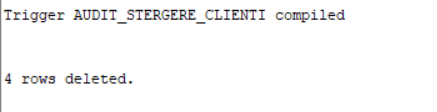 Trigger AUDIT_STERGERE_CLIENTI compiled
4 rows deleted.